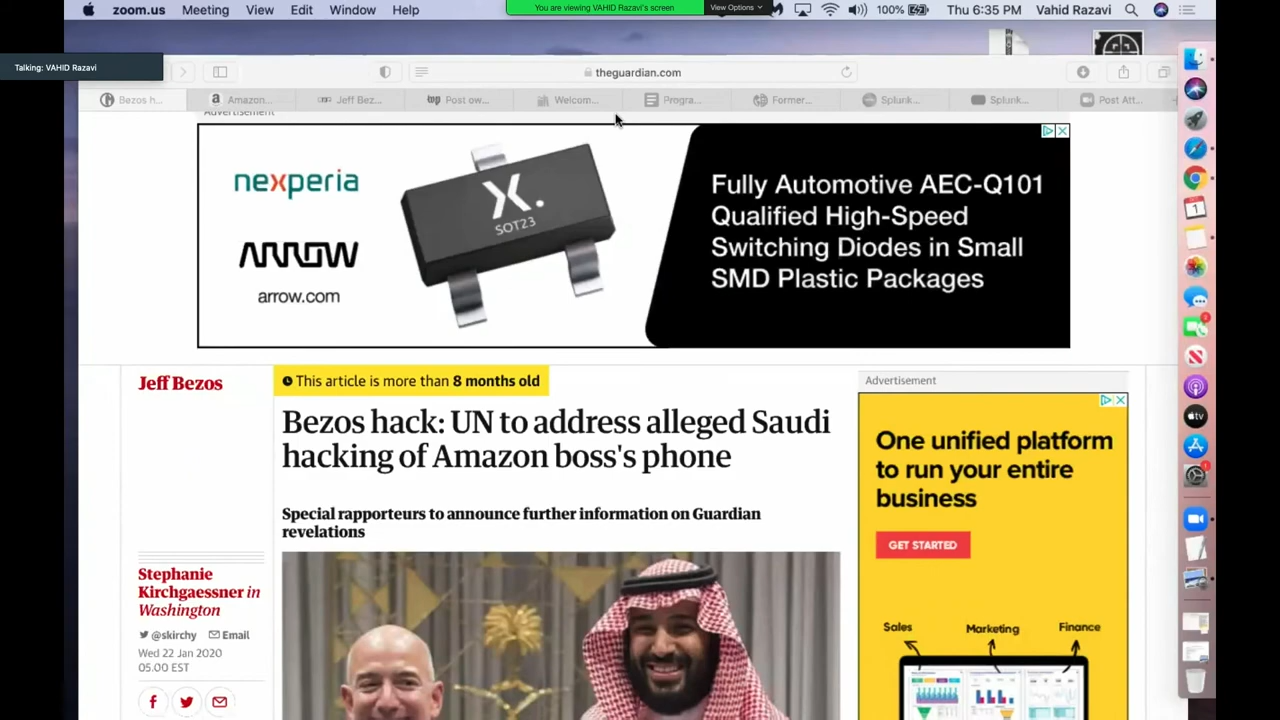 zoom.us Meeting View Edit Window Help
You are viewing VAHID Razavi's screen
View Options
100%
Thu 6:35 PM
Vahid Razavi
Talking: VAHID Razavi
theguardian.com
Bezos h...
Amazon...
Jeff Bez...
Post ow...
Welcom...
Progra...
Former...
Splunk...
Splunk...
Post Att...
Advertisement
nexperia
ARROW
arrow.com
X.
SOT23
Fully Automotive AEC-Q101
Qualified High-Speed
Switching Diodes in Small
SMD Plastic Packages
Jeff Bezos
This article is more than 8 months old
Bezos hack: UN to address alleged Saudi
hacking of Amazon boss's phone
Special rapporteurs to announce further information on Guardian
revelations
Stephanie
Kirchgaessner in
Washington
@skirchy Email
Wed 22 Jan 2020
05.00 EST
Advertisement
One unified platform
to run your entire
business
GET STARTED
Sales
Marketing
Finance